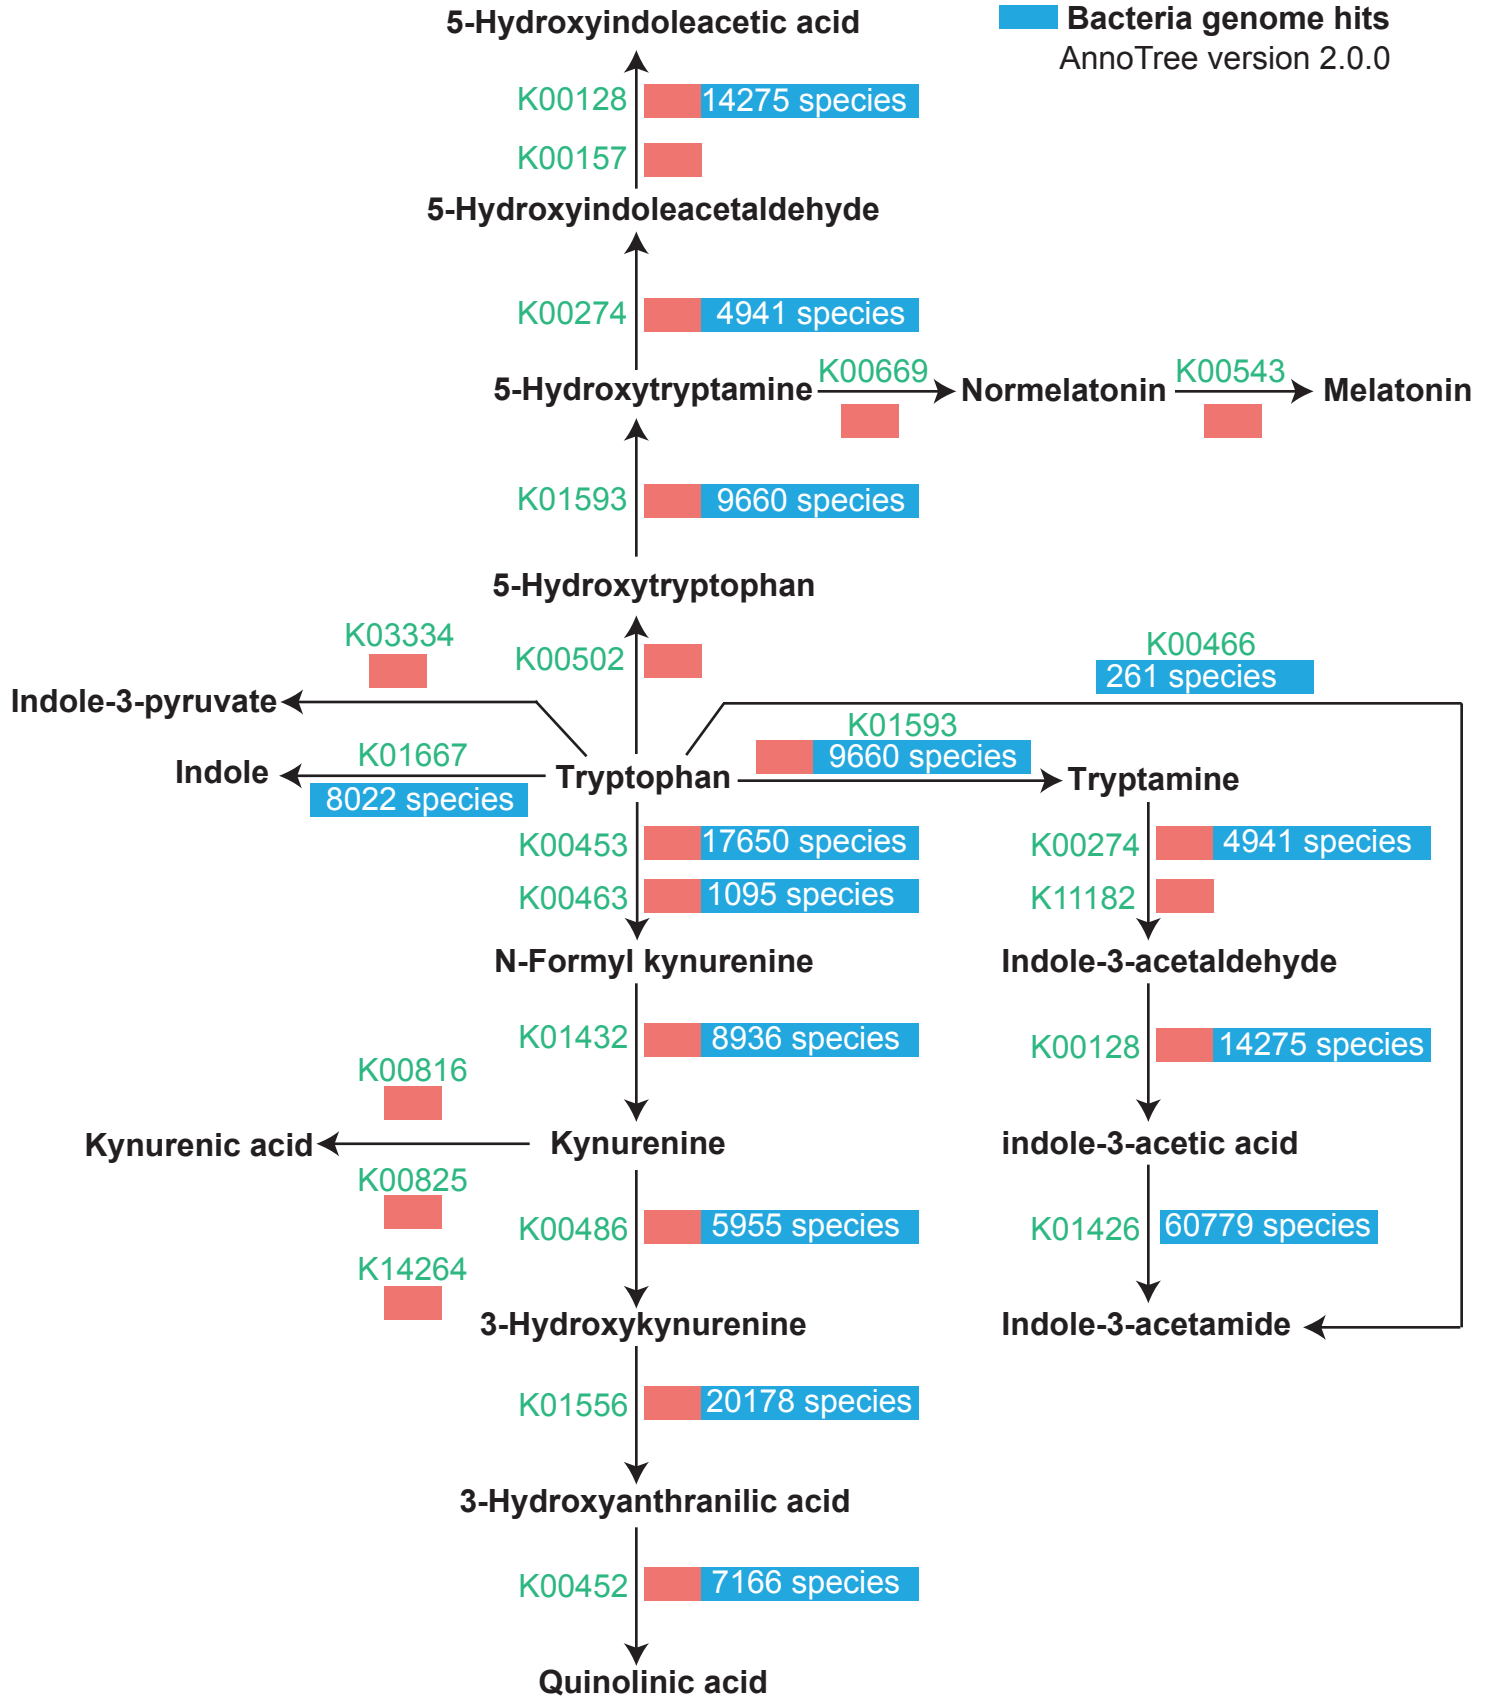 5-Hydroxyindoleacetic acid
Bacteria genome hits
AnnoTree version 2.0.0
K00128
14275 species
K00157
5-Hydroxyindoleacetaldehyde
K00274
4941 species
5-Hydroxytryptamine
K00669
Normelatonin
K00543
Melatonin
K01593
9660 species
5-Hydroxytryptophan
K03334
K00502
K00466
261 species
Indole-3-pyruvate
K01593
9660 species
Indole
K01667
8022 species
Tryptophan
Tryptamine
K00453
17650 species
K00274
4941 species
K00463
1095 species
K11182
N-Formyl kynurenine
Indole-3-acetaldehyde
K01432
8936 species
K00128
14275 species
K00816
Kynurenic acid
Kynurenine
indole-3-acetic acid
K00825
K00486
5955 species
K01426
60779 species
K14264
3-Hydroxykynurenine
Indole-3-acetamide
K01556
20178 species
3-Hydroxyanthranilic acid
K00452
7166 species
Quinolinic acid